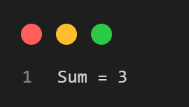 1 Sum = 3